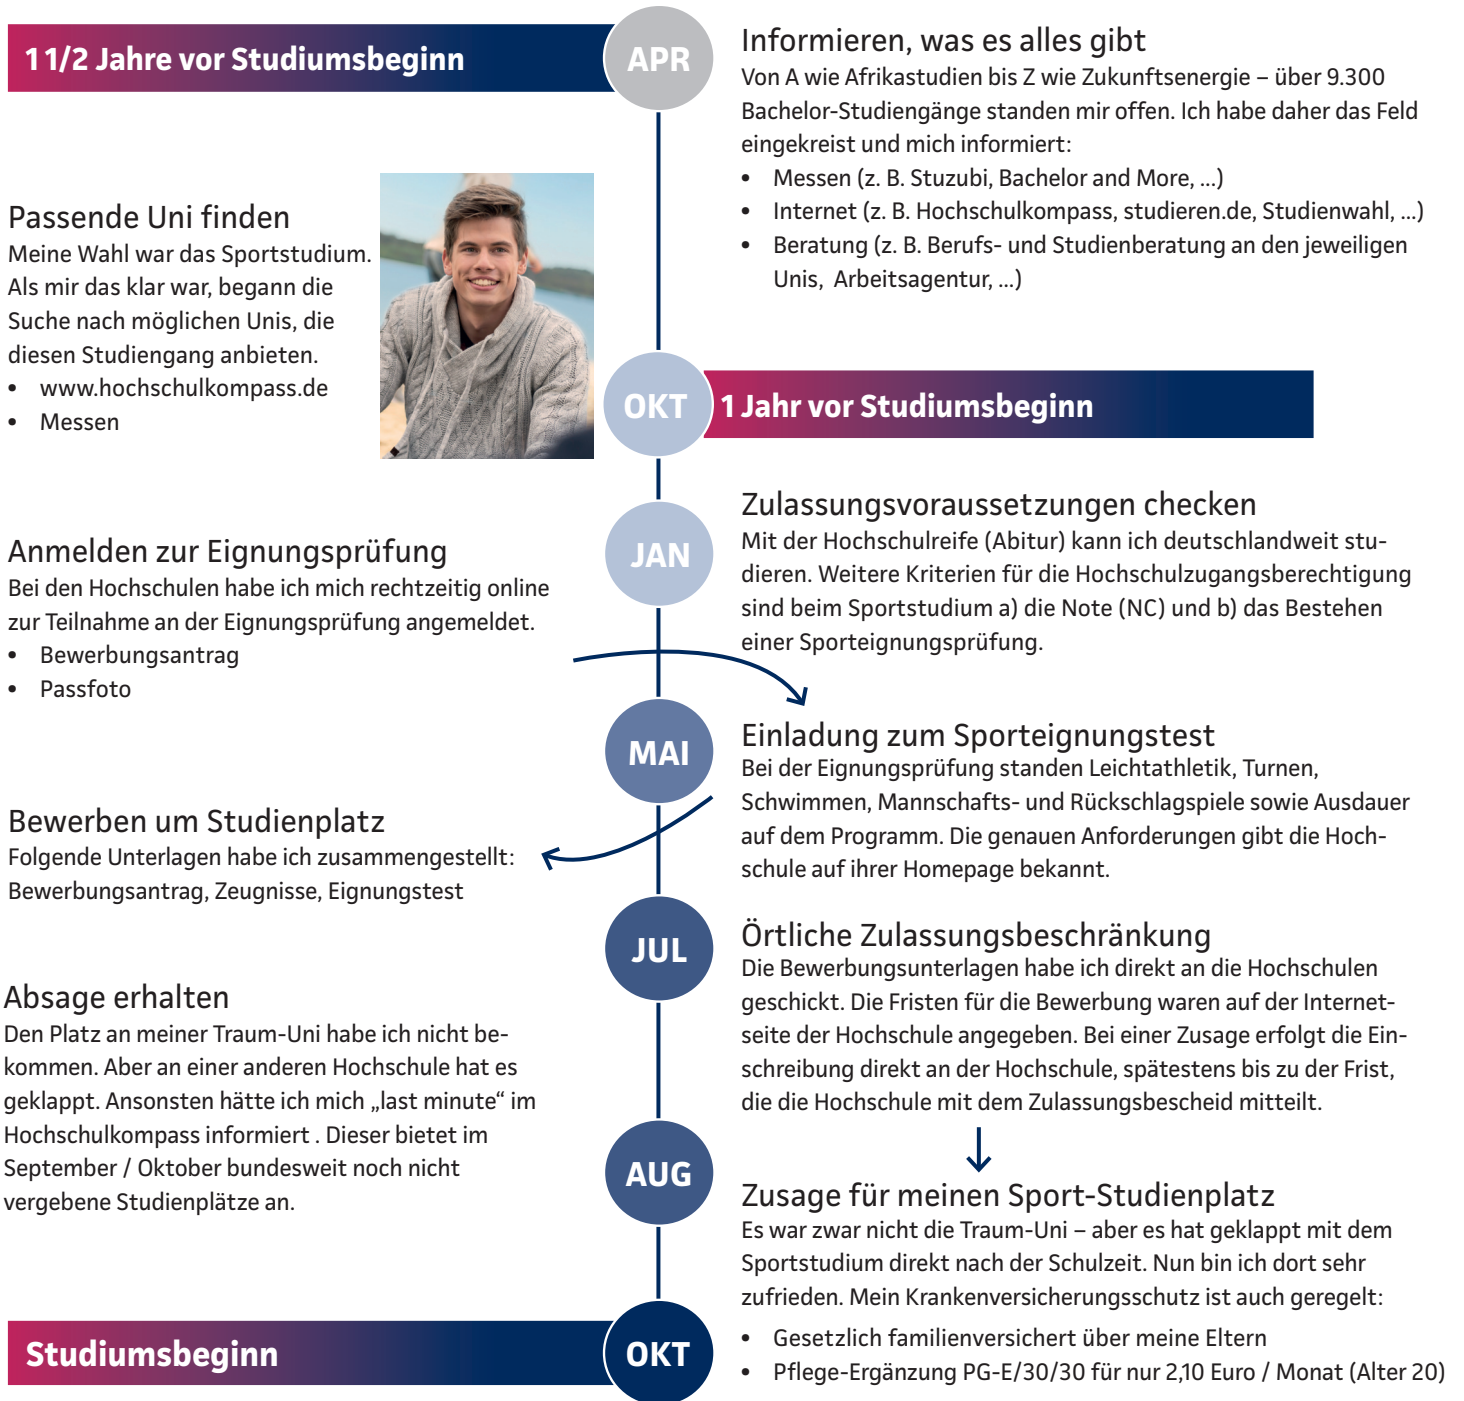 1 1/2 Jahre vor Studiumsbeginn
APR
Informieren, was es alles gibt
Von A wie Afrikastudien bis Z wie Zukunftsenergie – über 9.300
Bachelor-Studiengänge standen mir offen. Ich habe daher das Feld
eingekreist und mich informiert:
• Messen (z. B. Stuzubi, Bachelor and More, ...)
• Internet (z. B. Hochschulkompass, studieren.de, Studienwahl, ...)
• Beratung (z. B. Berufs- und Studienberatung an den jeweiligen
Unis, Arbeitsagentur, ...)
Passende Uni finden
Meine Wahl war das Sportstudium.
Als mir das klar war, begann die
Suche nach möglichen Unis, die
diesen Studiengang anbieten.
• www.hochschulkompass.de
• Messen
OKT
1 Jahr vor Studiumsbeginn
Zulassungsvoraussetzungen checken
Mit der Hochschulreife (Abitur) kann ich deutschlandweit stu-
dieren. Weitere Kriterien für die Hochschulzugangsberechtigung
sind beim Sportstudium a) die Note (NC) und b) das Bestehen
einer Sporteignungsprüfung.
JAN
Anmelden zur Eignungsprüfung
Bei den Hochschulen habe ich mich rechtzeitig online
zur Teilnahme an der Eignungsprüfung angemeldet.
• Bewerbungsantrag
• Passfoto
MAI
Einladung zum Sporteignungstest
Bei der Eignungsprüfung standen Leichtathletik, Turnen,
Schwimmen, Mannschafts- und Rückschlagspiele sowie Ausdauer
auf dem Programm. Die genauen Anforderungen gibt die Hoch-
schule auf ihrer Homepage bekannt.
Bewerben um Studienplatz
Folgende Unterlagen habe ich zusammengestellt:
Bewerbungsantrag, Zeugnisse, Eignungstest
JUL
Örtliche Zulassungsbeschränkung
Die Bewerbungsunterlagen habe ich direkt an die Hochschulen
geschickt. Die Fristen für die Bewerbung waren auf der Internet-
seite der Hochschule angegeben. Bei einer Zusage erfolgt die Ein-
schreibung direkt an der Hochschule, spätestens bis zu der Frist,
die die Hochschule mit dem Zulassungsbescheid mitteilt.
Absage erhalten
Den Platz an meiner Traum-Uni habe ich nicht be-
kommen. Aber an einer anderen Hochschule hat es
geklappt. Ansonsten hätte ich mich „last minute“ im
Hochschulkompass informiert . Dieser bietet im
September / Oktober bundesweit noch nicht
vergebene Studienplätze an.
AUG
Zusage für meinen Sport-Studienplatz
Es war zwar nicht die Traum-Uni – aber es hat geklappt mit dem
Sportstudium direkt nach der Schulzeit. Nun bin ich dort sehr
zufrieden. Mein Krankenversicherungsschutz ist auch geregelt:
• Gesetzlich familienversichert über meine Eltern
• Pflege-Ergänzung PG-E/30/30 für nur 2,10 Euro / Monat (Alter 20)
Studiumsbeginn
OKT